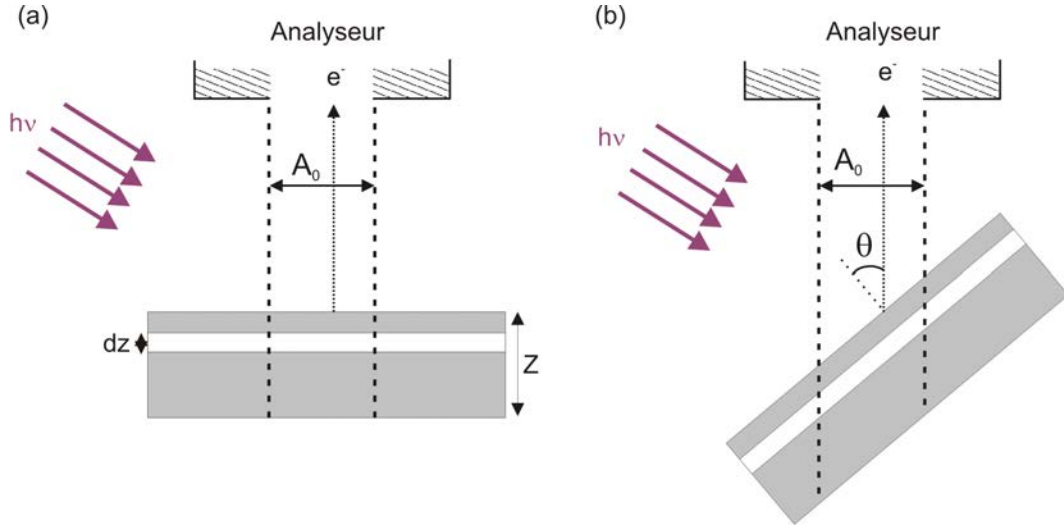 (a)
Analyseur
e⁻
hν
A₀
dz
z
(b)
Analyseur
e⁻
hν
A₀
θ